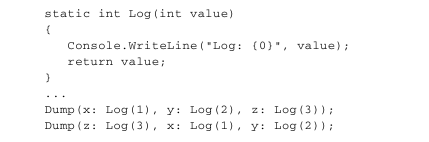 static int Log(int value)
{
Console.WriteLine("Log: {0}", value);
return value;
}
...
Dump(x: Log(1), y: Log(2), z: Log(3));
Dump(z: Log(3), x: Log(1), y: Log(2));